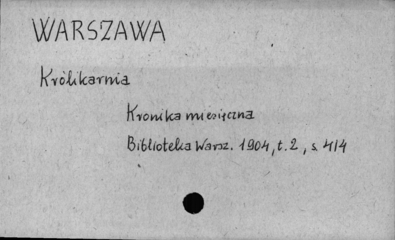 WARSZAWA
Królikarnia
Kronika miesięczna
Biblioteka Warsz. 1904, t. 2, s. 414